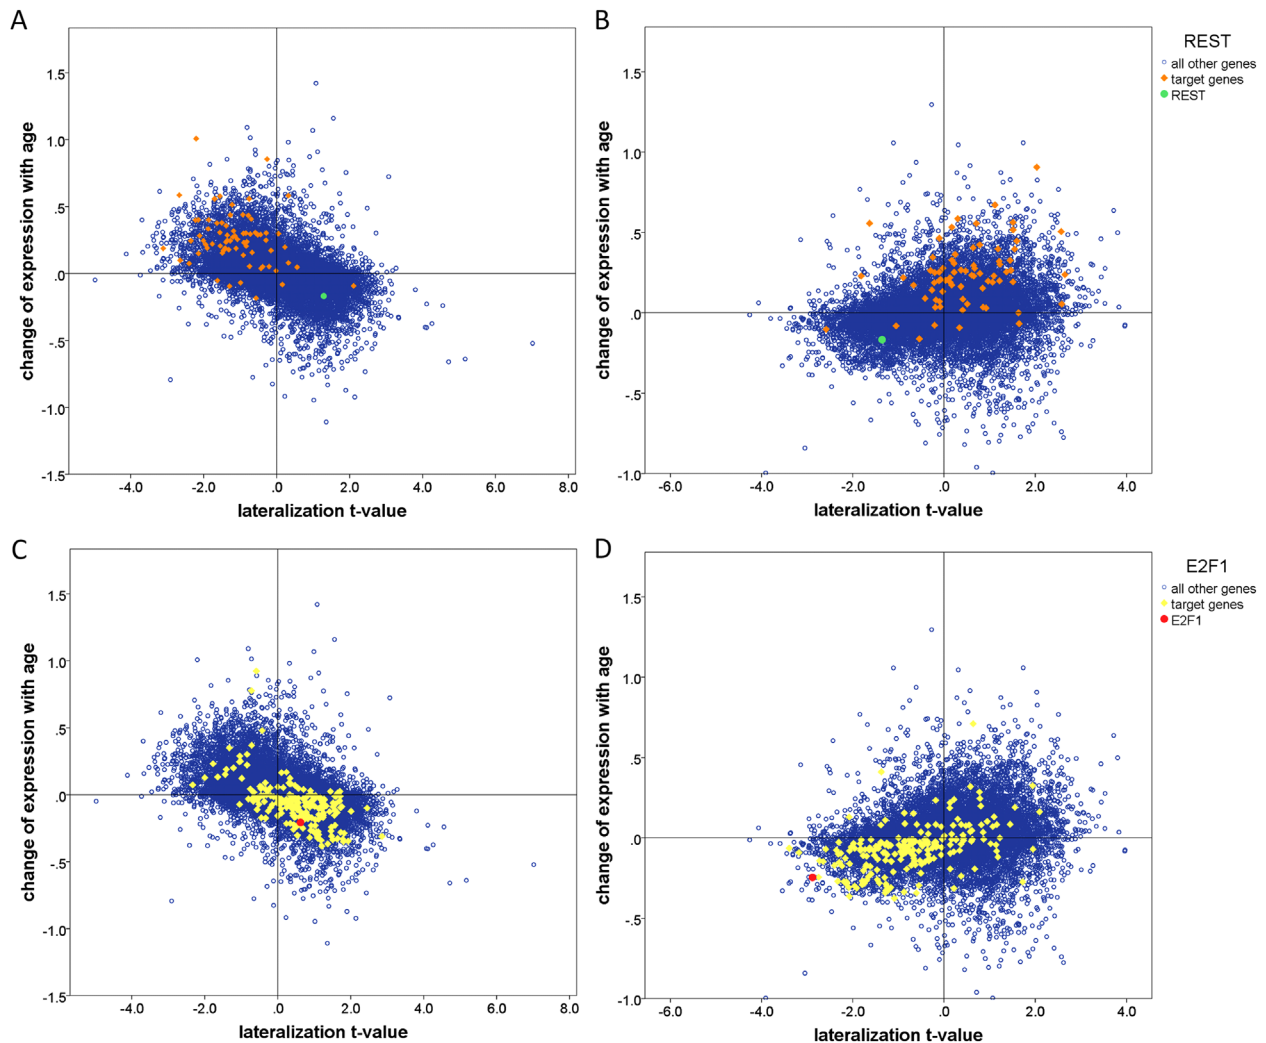 A
B
REST
all other genes
target genes
REST
change of expression with age
1.5
1.0
.5
.0
-.5
-1.0
-1.5
-4.0 -2.0 .0 2.0 4.0 6.0 8.0
lateralization t-value
change of expression with age
1.5
1.0
.5
.0
-.5
-1.0
-6.0 -4.0 -2.0 .0 2.0 4.0
lateralization t-value
C
D
E2F1
all other genes
target genes
E2F1
change of expression with age
1.5
1.0
.5
.0
-.5
-1.0
-1.5
-4.0 -2.0 .0 2.0 4.0 6.0 8.0
lateralization t-value
change of expression with age
1.5
1.0
.5
.0
-.5
-1.0
-6.0 -4.0 -2.0 .0 2.0 4.0
lateralization t-value